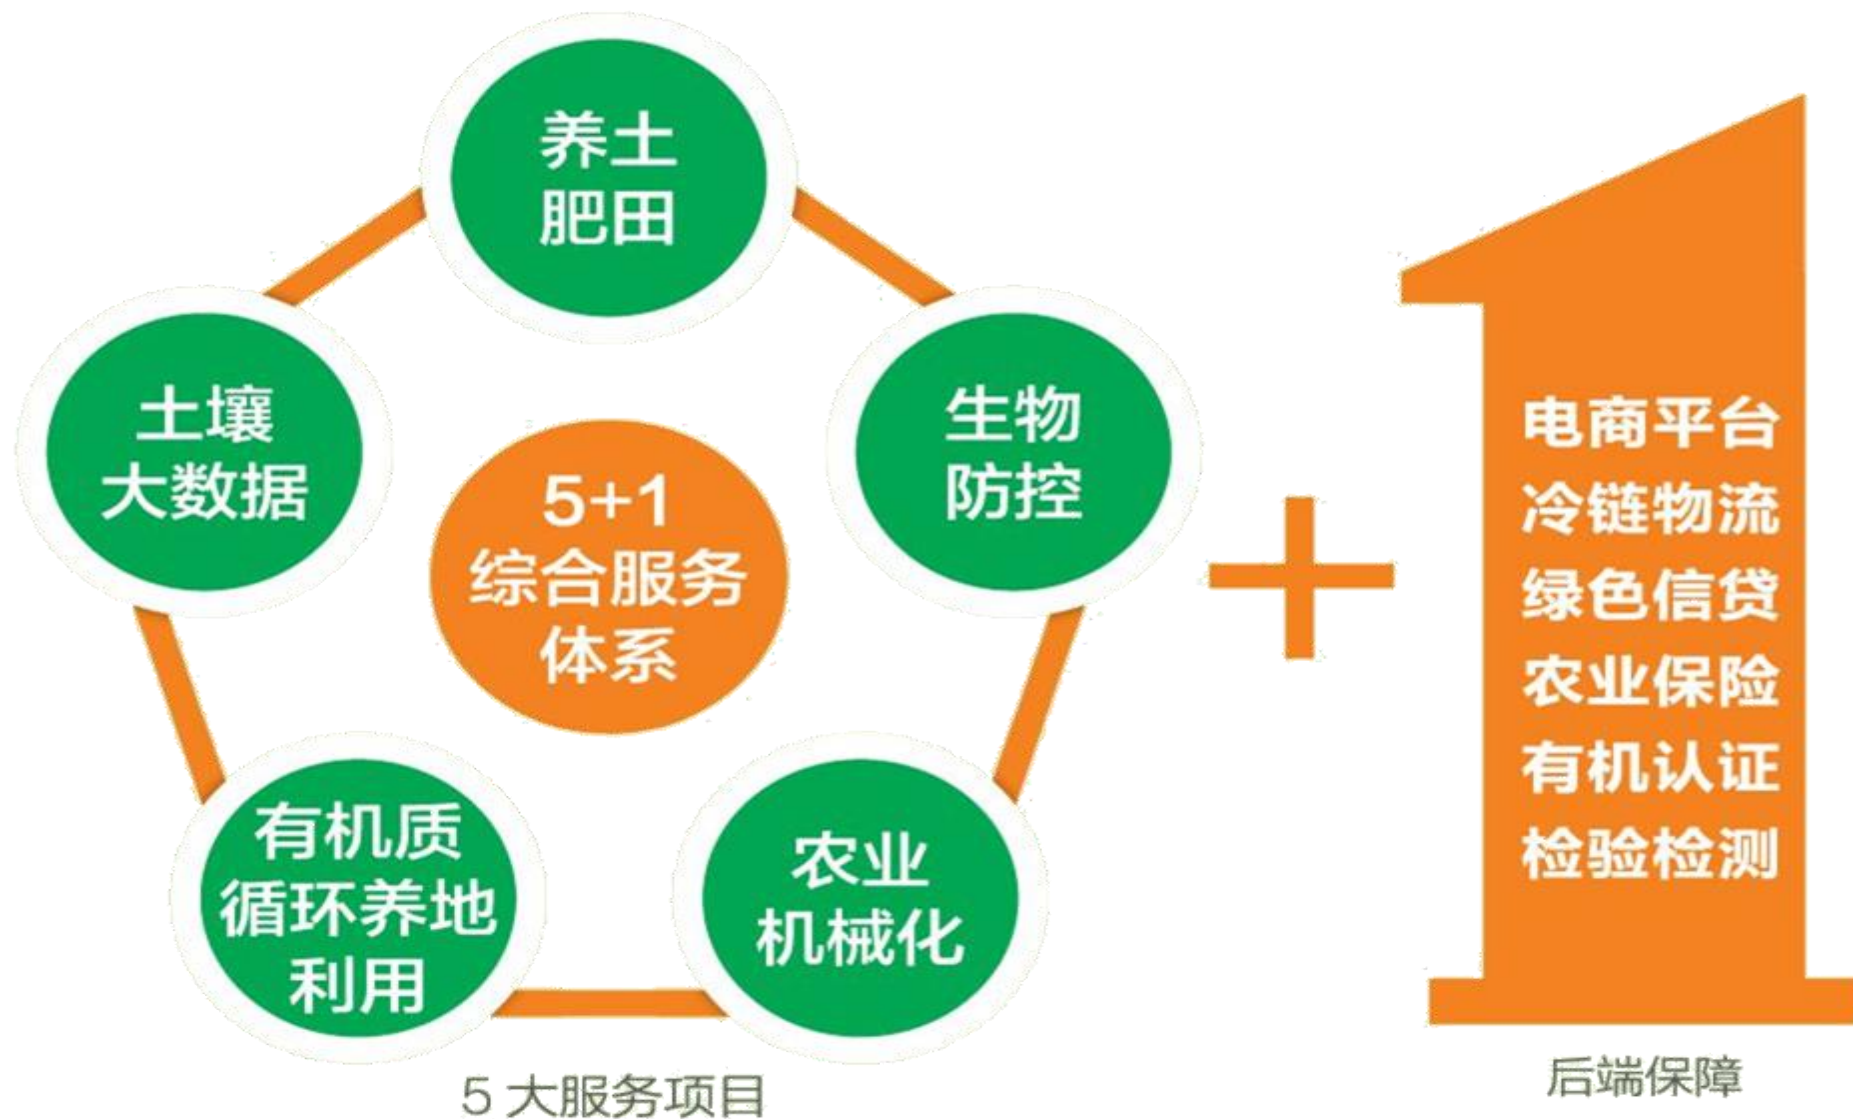 养土
肥田
土壤
大数据
生物
防控
5+1
综合服务
体系
有机质
循环养地
利用
农业
机械化
5大服务项目
电商平台
冷链物流
绿色信贷
农业保险
有机认证
检验检测
后端保障